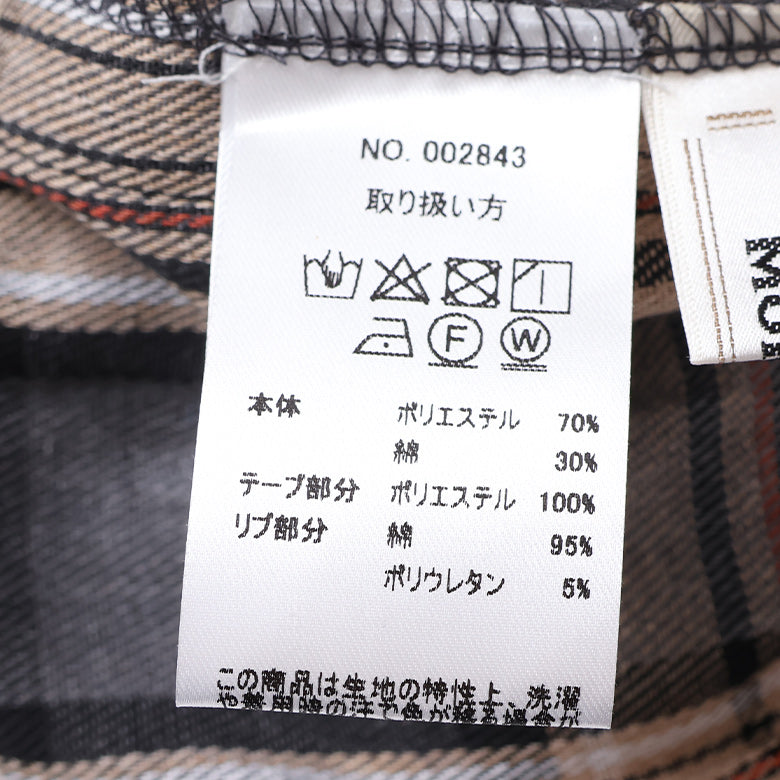 NO. 002843
取り扱い方
F
W
本体 ポリエステル 70%
綿 30%
テープ部分 ポリエステル 100%
リブ部分 綿 95%
ポリウレタン 5%
この商品は生地の特性上、洗濯